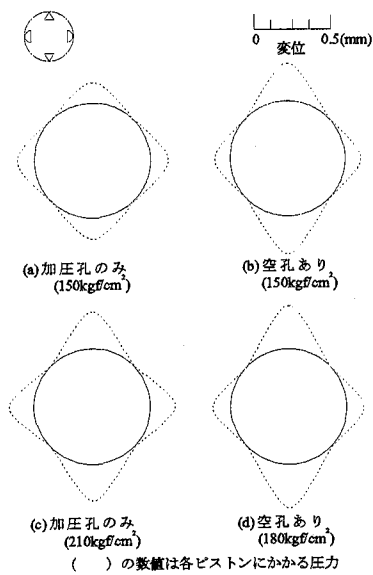 0 0.5(mm)
変位
(a)加圧孔のみ
(150kgf/cm²)
(b)空孔あり
(150kgf/cm²)
(c)加圧孔のみ
(210kgf/cm²)
(d)空孔あり
(180kgf/cm²)
(　)の数値は各ピストンにかかる圧力